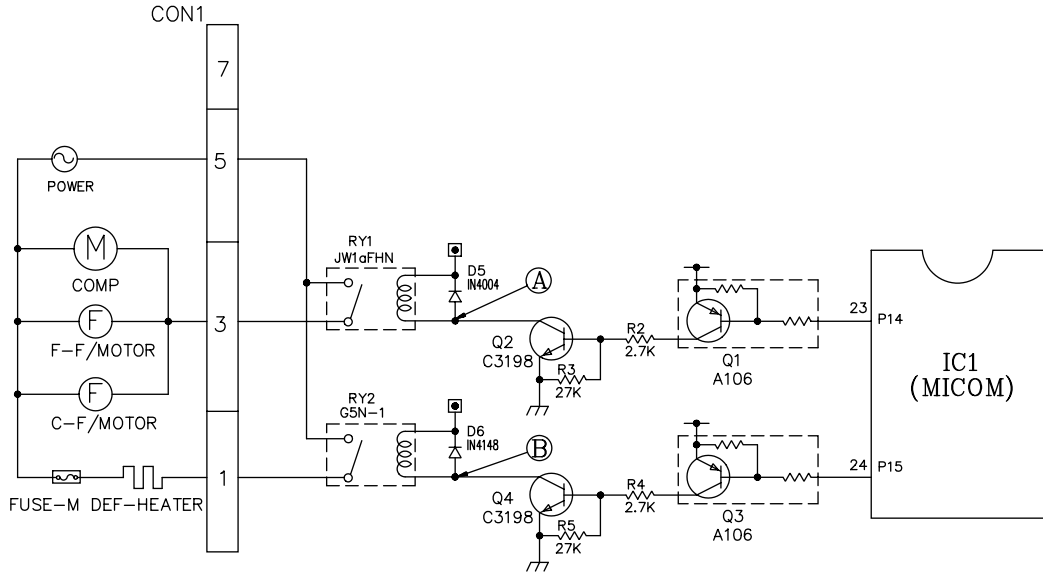 CON1
7
5
POWER
M
COMP
F
F-F/MOTOR
3
F
C-F/MOTOR
1
FUSE-M DEF-HEATER
RY1
JW1aFHN
D5
IN4004
A
Q2
C3198
R2
2.7K
R3
27K
Q1
A106
23
P14
IC1
(MICOM)
RY2
G5N-1
D6
IN4148
B
Q4
C3198
R4
2.7K
R5
27K
Q3
A106
24
P15